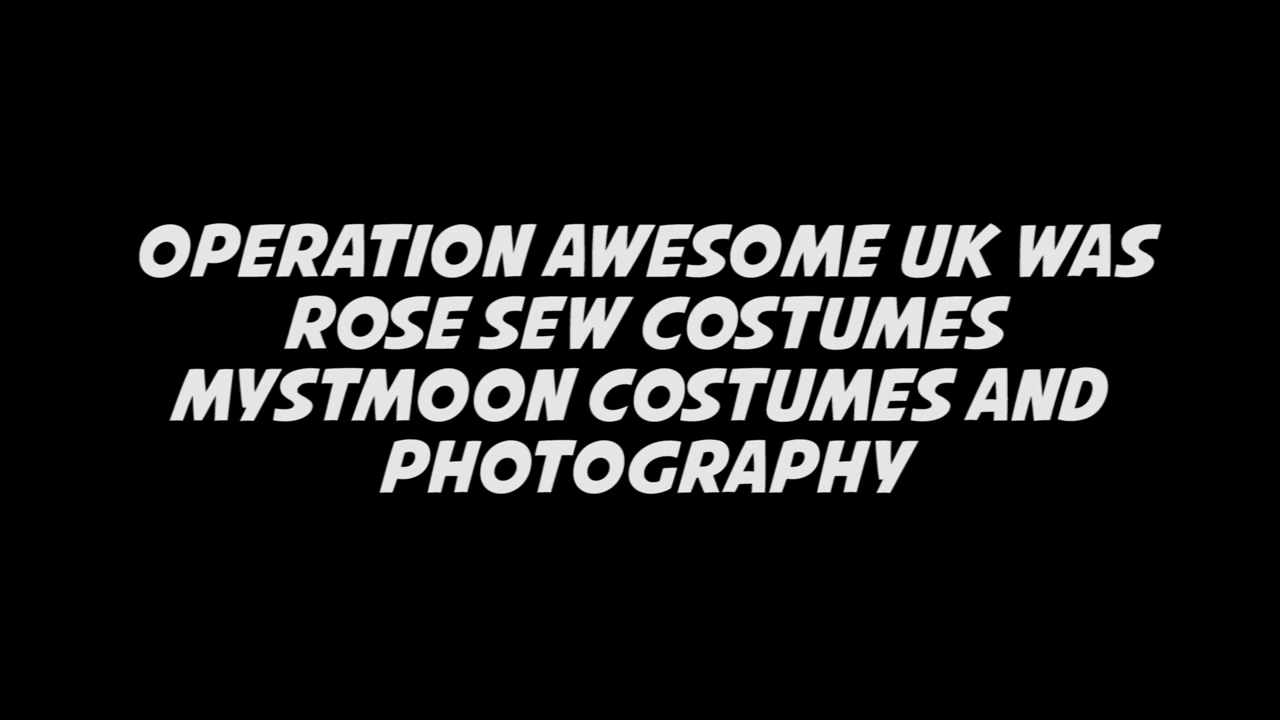 OPERATION AWESOME UK WAS
ROSE SEW COSTUMES
MYSTMOON COSTUMES AND
PHOTOGRAPHY